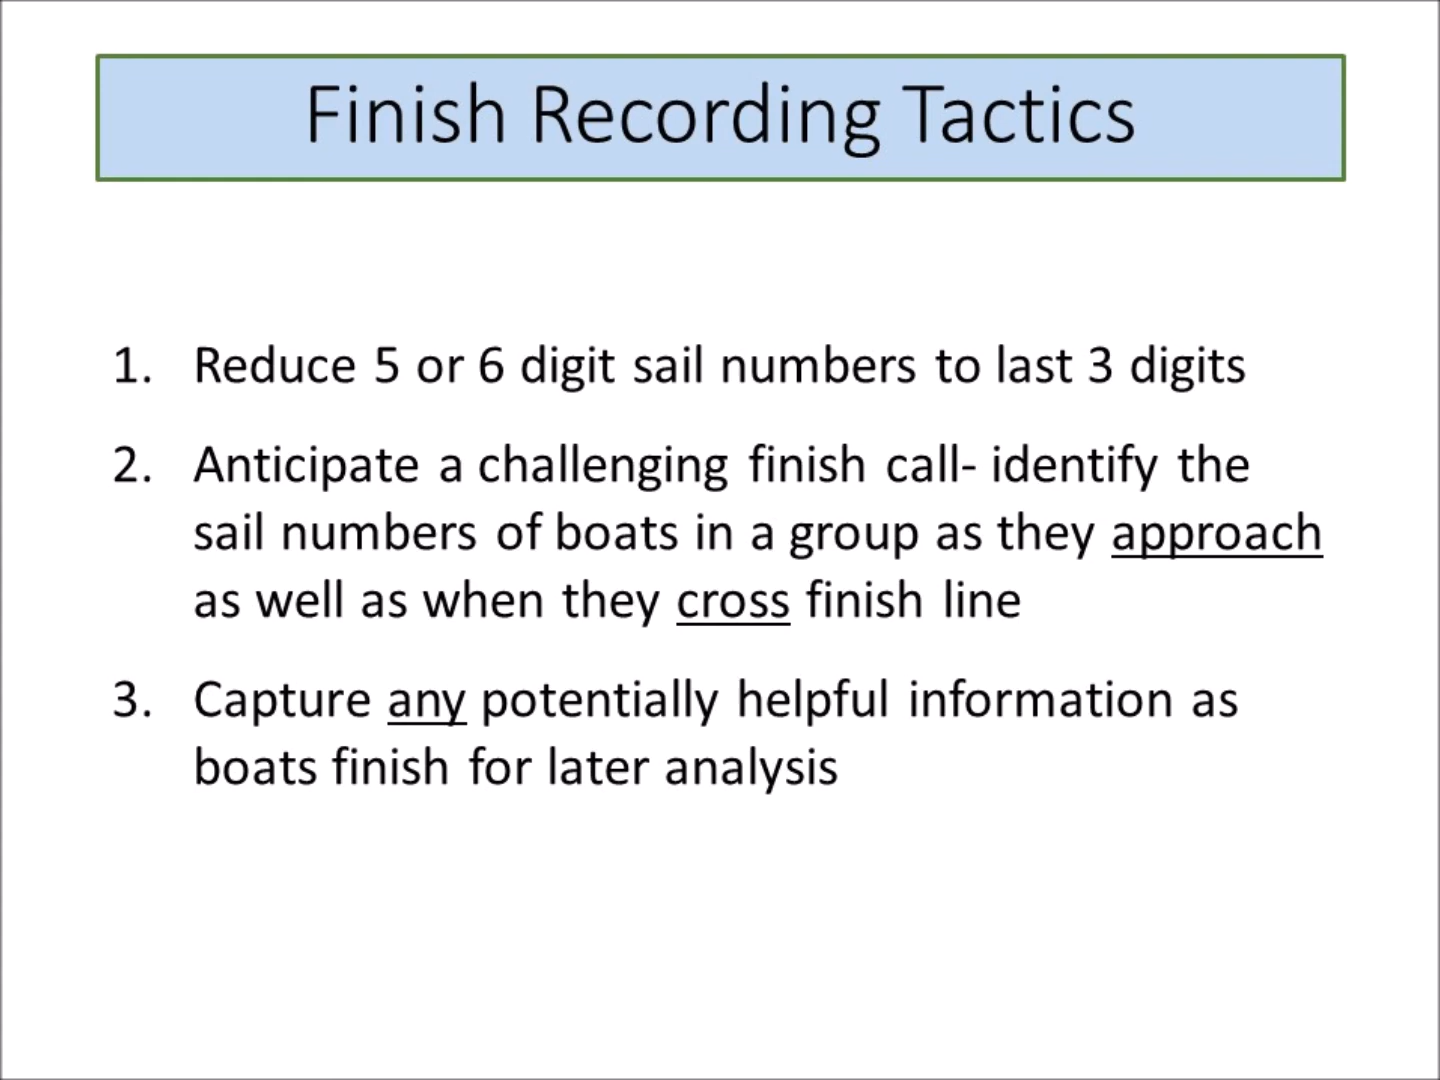 Finish Recording Tactics
1. Reduce 5 or 6 digit sail numbers to last 3 digits
2. Anticipate a challenging finish call- identify the
sail numbers of boats in a group as they approach
as well as when they cross finish line
3. Capture any potentially helpful information as
boats finish for later analysis